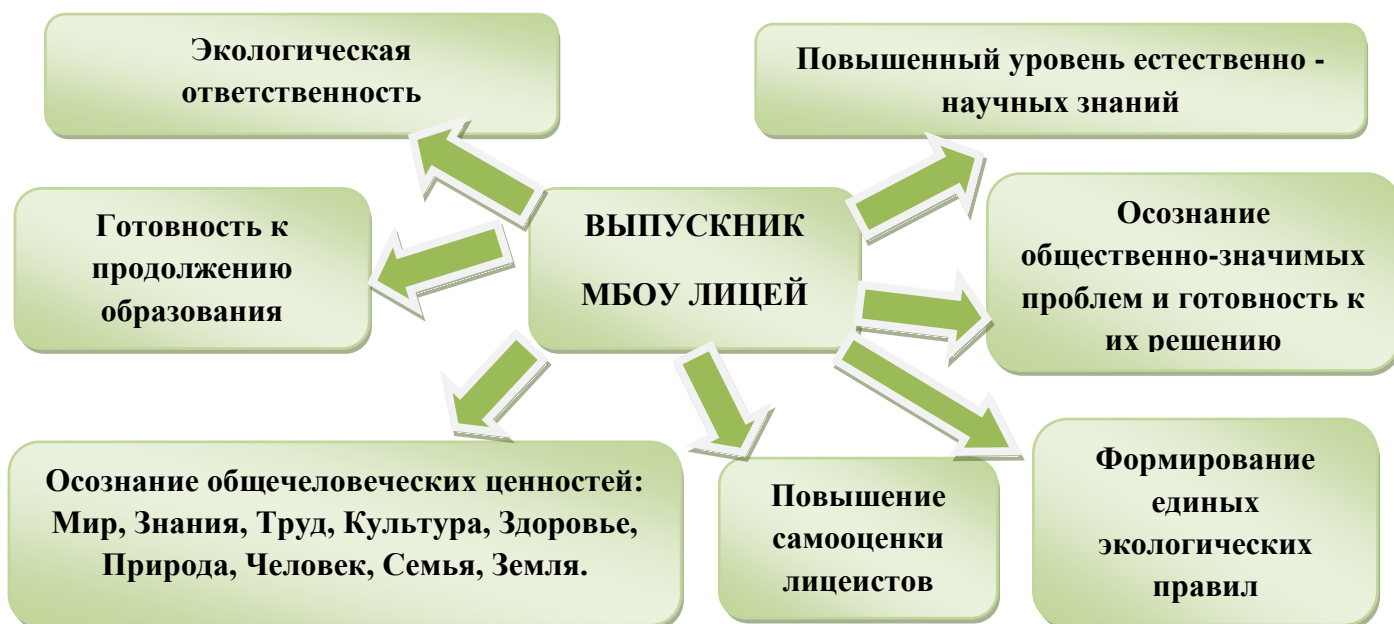 Экологическая
ответственность
Повышенный уровень естественно -
научных знаний
Готовность к
продолжению
образования
ВЫПУСКНИК
МБОУ ЛИЦЕЙ
Осознание
общественно-значимых
проблем и готовность к
их решению
Осознание общечеловеческих ценностей:
Мир, Знания, Труд, Культура, Здоровье,
Природа, Человек, Семья, Земля.
Повышение
самооценки
лицеистов
Формирование
единых
экологических
правил